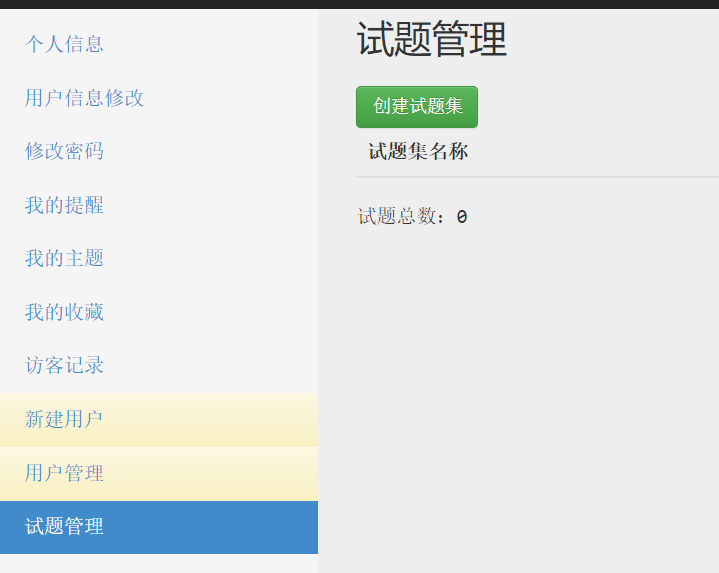 个人信息
用户信息修改
修改密码
我的提醒
我的主题
我的收藏
访客记录
新建用户
用户管理
试题管理
试题管理
创建试题集
试题集名称
试题总数: 0